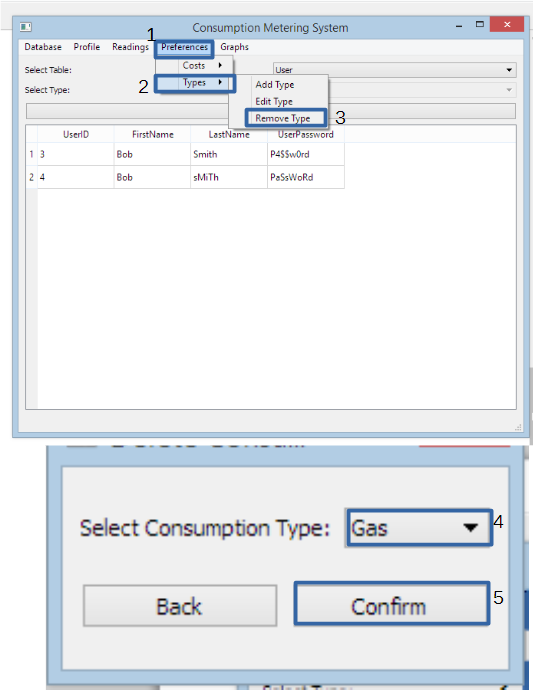 1
Consumption Metering System
Database Profile Readings Preferences Graphs
Select Table: Costs User
2
Select Type: Types Add Type
Edit Type
Remove Type 3
UserID FirstName LastName UserPassword
1 3 Bob Smith P4$$w0rd
2 4 Bob sMiTh PaSsWoRd
Select Consumption Type: Gas 4
Back Confirm 5
Select Type: